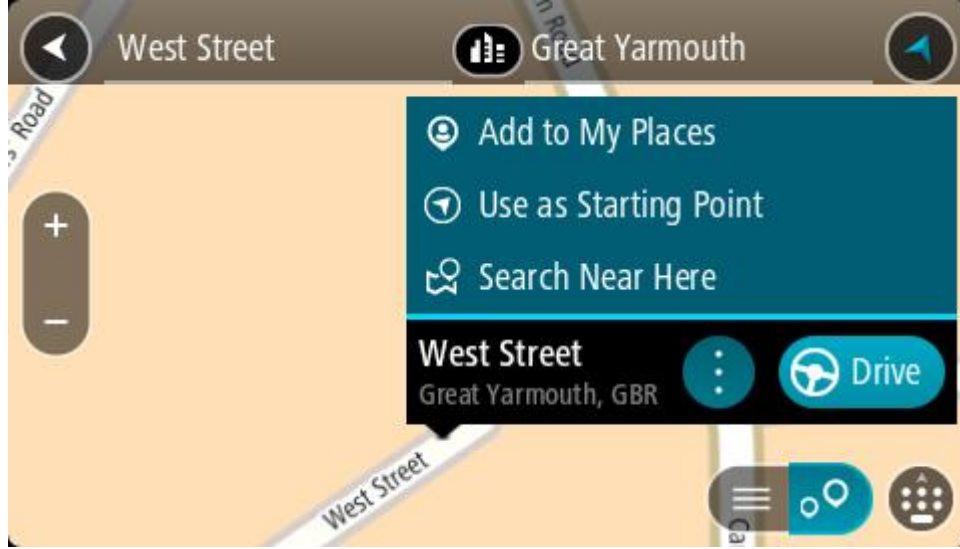 West Street
Great Yarmouth
Road
Add to My Places
Use as Starting Point
Search Near Here
West Street
Great Yarmouth, GBR
Drive
West Street